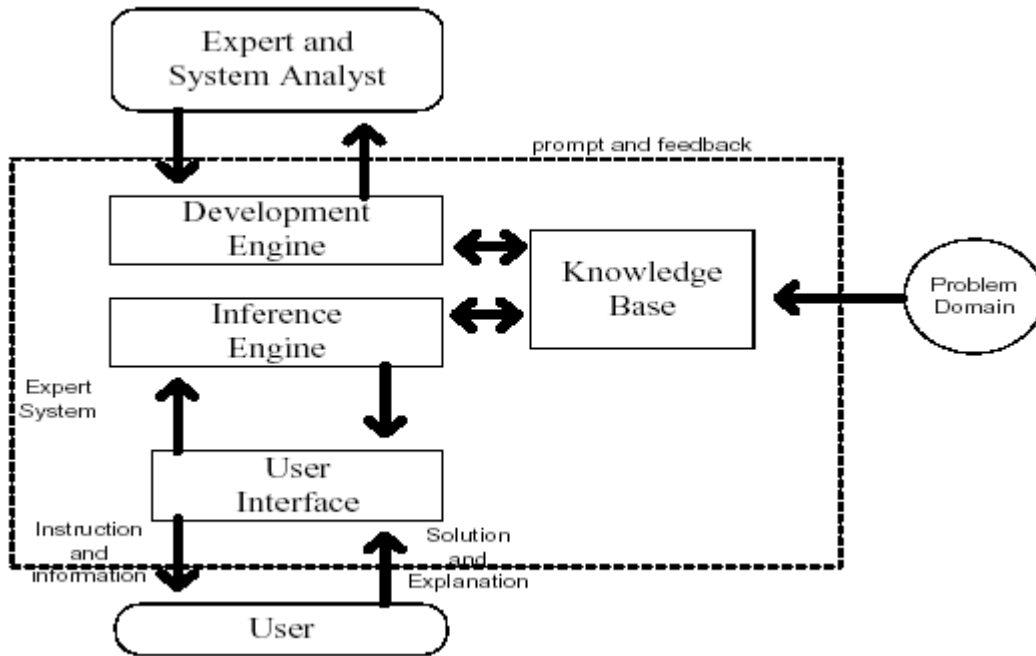 Expert and
System Analyst
prompt and feedback
Development
Engine
Knowledge
Base
Problem
Domain
Inference
Engine
Expert
System
User
Interface
Instruction
and
information
Solution
and
Explanation
User